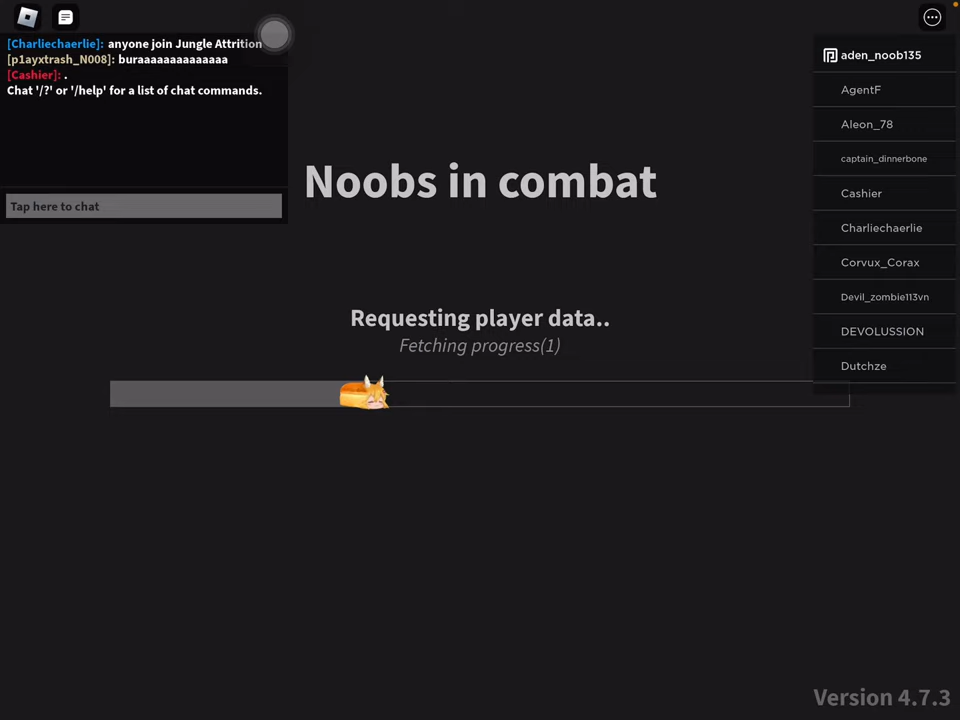 [Charliechaerlie]: anyone join Jungle Attrition
[p1ayxtrash_N008]: buraaaaaaaaaaaaaa
[Cashier]: .
Chat '/?' or '/help' for a list of chat commands.
Tap here to chat
Noobs in combat
Requesting player data..
Fetching progress(1)
aden_noob135
AgentF
Aleon_78
captain_dinnerbone
Cashier
Charliechaerlie
Corvux_Corax
Devil_zombie113vn
DEVOLUSSION
Dutchze
Version 4.7.3